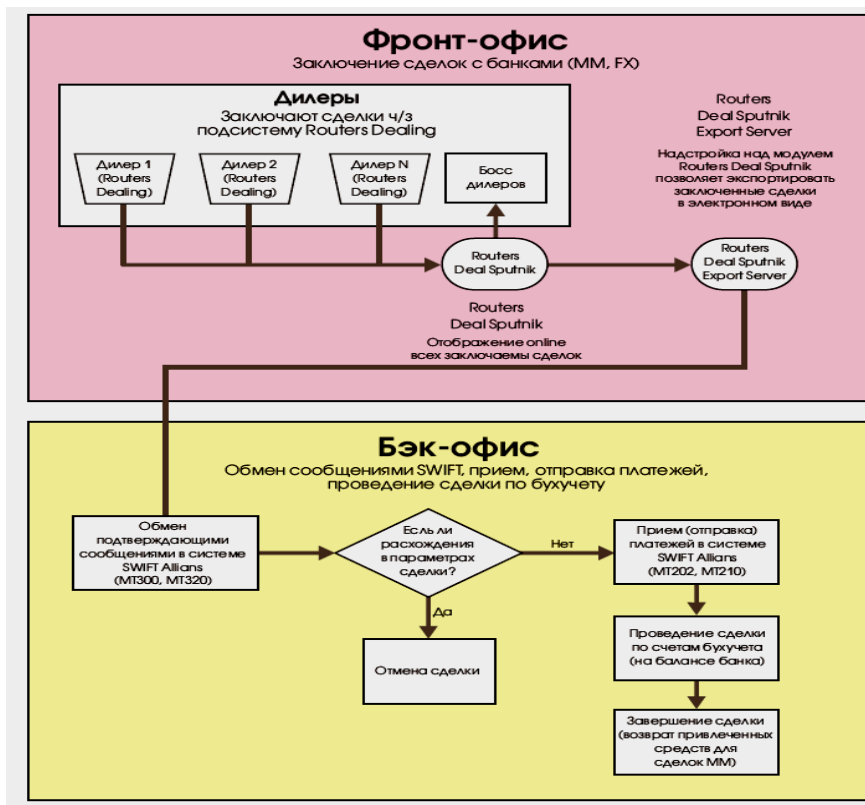 Фронт-офис
Заключение сделок с банками (MM, FX)
Дилеры
Заключают сделки ч/з
подсистему Routers Dealing
Дилер 1
(Routers
Dealing)
Дилер 2
(Routers
Dealing)
Дилер N
(Routers
Dealing)
Босс
дилеров
Routers
Deal Sputnik
Export Server
Надстройка над модулем
Routers Deal Sputnik
позволяет экспортировать
заключенные сделки
в электронном виде
Routers
Deal Sputnik
Routers
Deal Sputnik
Export Server
Routers
Deal Sputnik
Отображение online
всех заключаемы сделок
Бэк-офис
Обмен сообщениями SWIFT, прием, отправка платежей,
проведение сделки по бухучету
Обмен
подтверждающими
сообщениями в системе
SWIFT Allians
(MT300, MT320)
Есль ли
расхождения
в параметрах
сделки?
Нет
Да
Прием (отправка)
платежей в системе
SWIFT Allians
(MT202, MT210)
Отмена сделки
Проведение сделки
по счетам бухучета
(на балансе банка)
Завершение сделки
(возврат привлеченных
средств для
сделок MM)